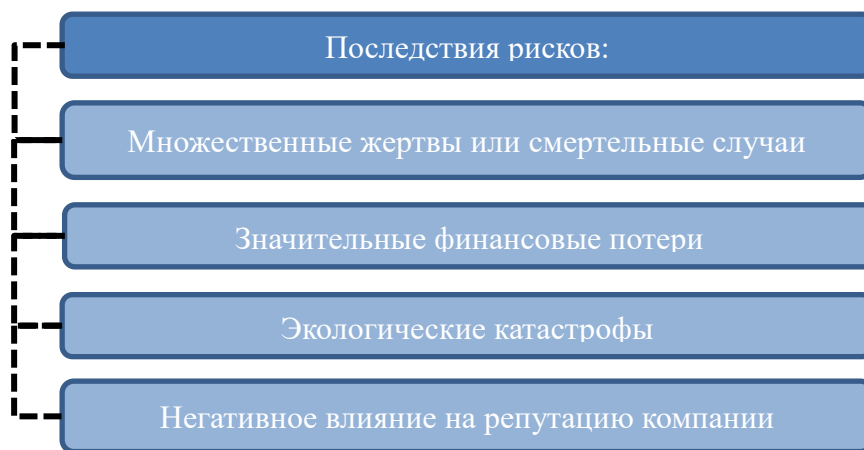 Последствия рисков:
Множественные жертвы или смертельные случаи
Значительные финансовые потери
Экологические катастрофы
Негативное влияние на репутацию компании